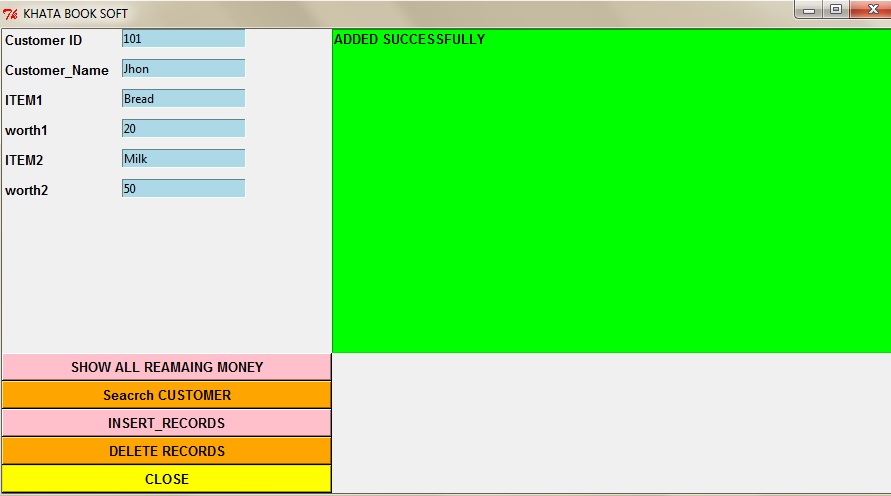 KHATA BOOK SOFT
Customer ID 101
Customer_Name Jhon
ITEM1 Bread
worth1 20
ITEM2 Milk
worth2 50
ADDED SUCCESSFULLY
SHOW ALL REAMAING MONEY
Seacrch CUSTOMER
INSERT_RECORDS
DELETE RECORDS
CLOSE